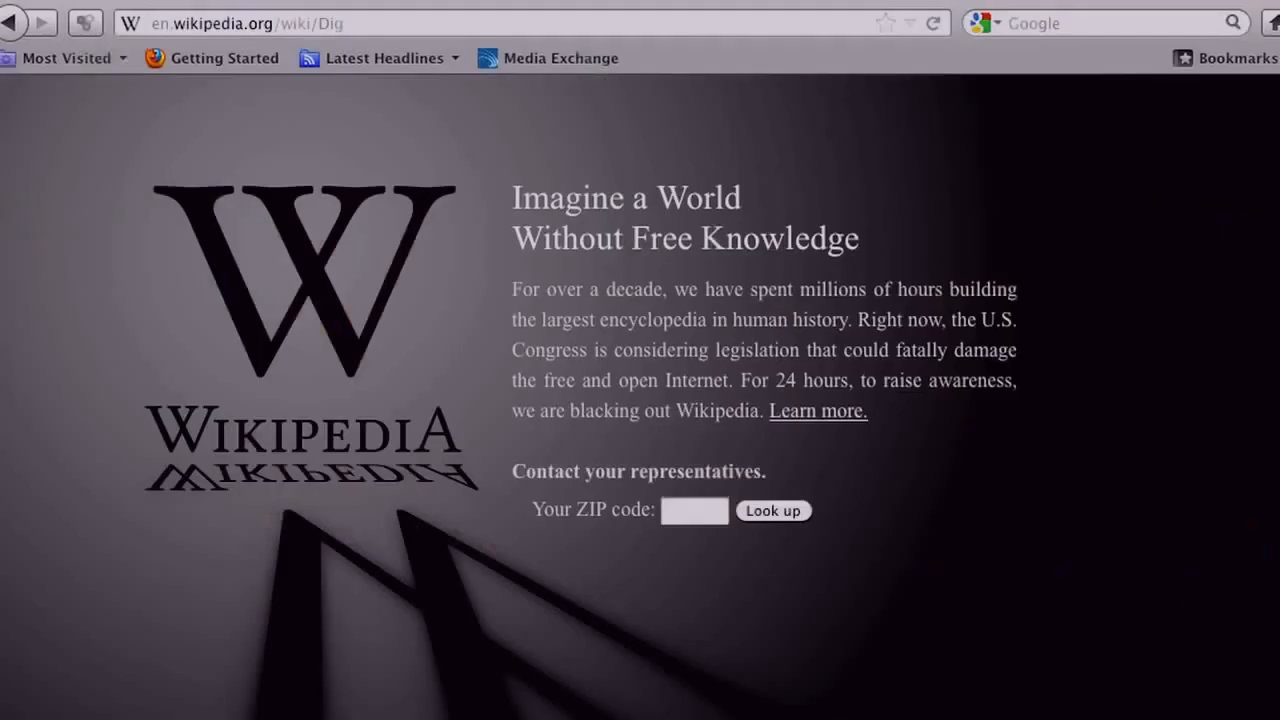 W en.wikipedia.org/wiki/Dig Google
Most Visited Getting Started Latest Headlines Media Exchange Bookmarks
W
WIKIPEDIA
WIKIPEDIA
Imagine a World
Without Free Knowledge
For over a decade, we have spent millions of hours building
the largest encyclopedia in human history. Right now, the U.S.
Congress is considering legislation that could fatally damage
the free and open Internet. For 24 hours, to raise awareness,
we are blacking out Wikipedia. Learn more.
Contact your representatives.
Your ZIP code: Look up